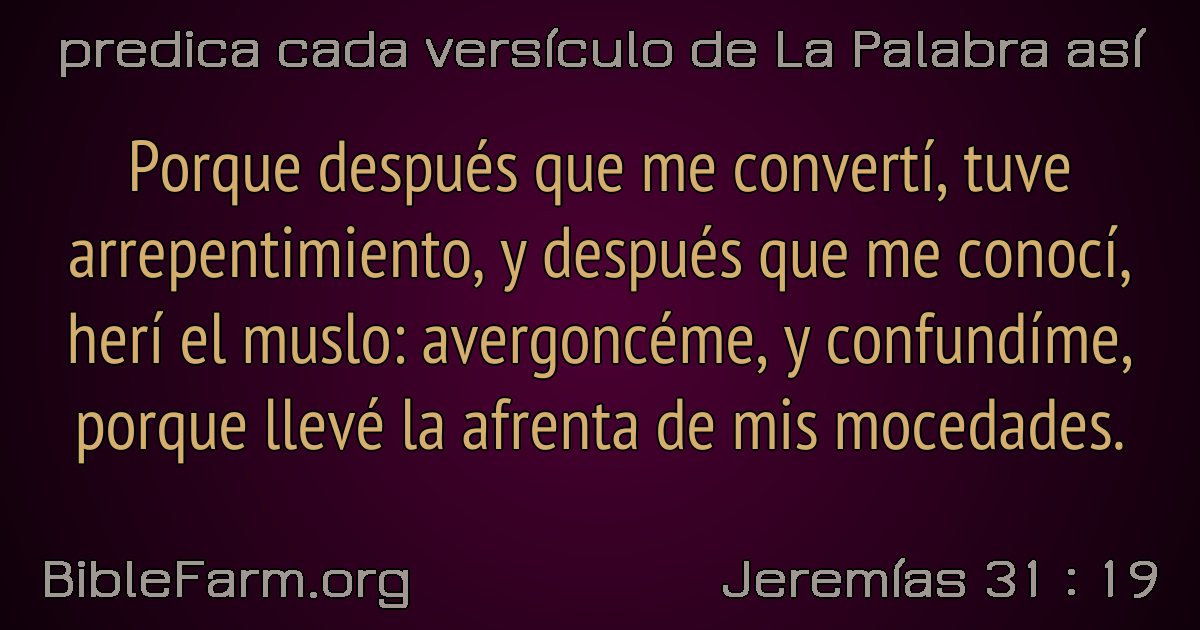 predica cada versículo de La Palabra así
Porque después que me convertí, tuve
arrepentimiento, y después que me conocí,
herí el muslo: avergoncéme, y confundíme,
porque llevé la afrenta de mis mocedades.
BibleFarm.org
Jeremías 31 : 19